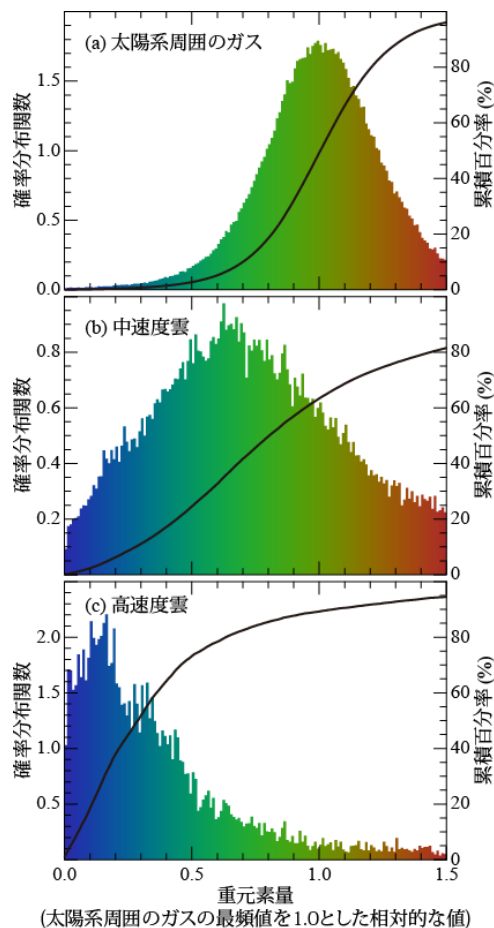 (a) 太陽系周囲のガス
確率分布関数
1.5
1.0
0.5
0.0
累積百分率 (%)
80
60
40
20
0
(b) 中速度雲
確率分布関数
0.8
0.6
0.4
0.2
累積百分率 (%)
80
60
40
20
0
(c) 高速度雲
確率分布関数
2.0
1.5
1.0
0.5
累積百分率 (%)
80
60
40
20
0
0.0 0.5 1.0 1.5
重元素量
(太陽系周囲のガスの最頻値を1.0とした相対的な値)